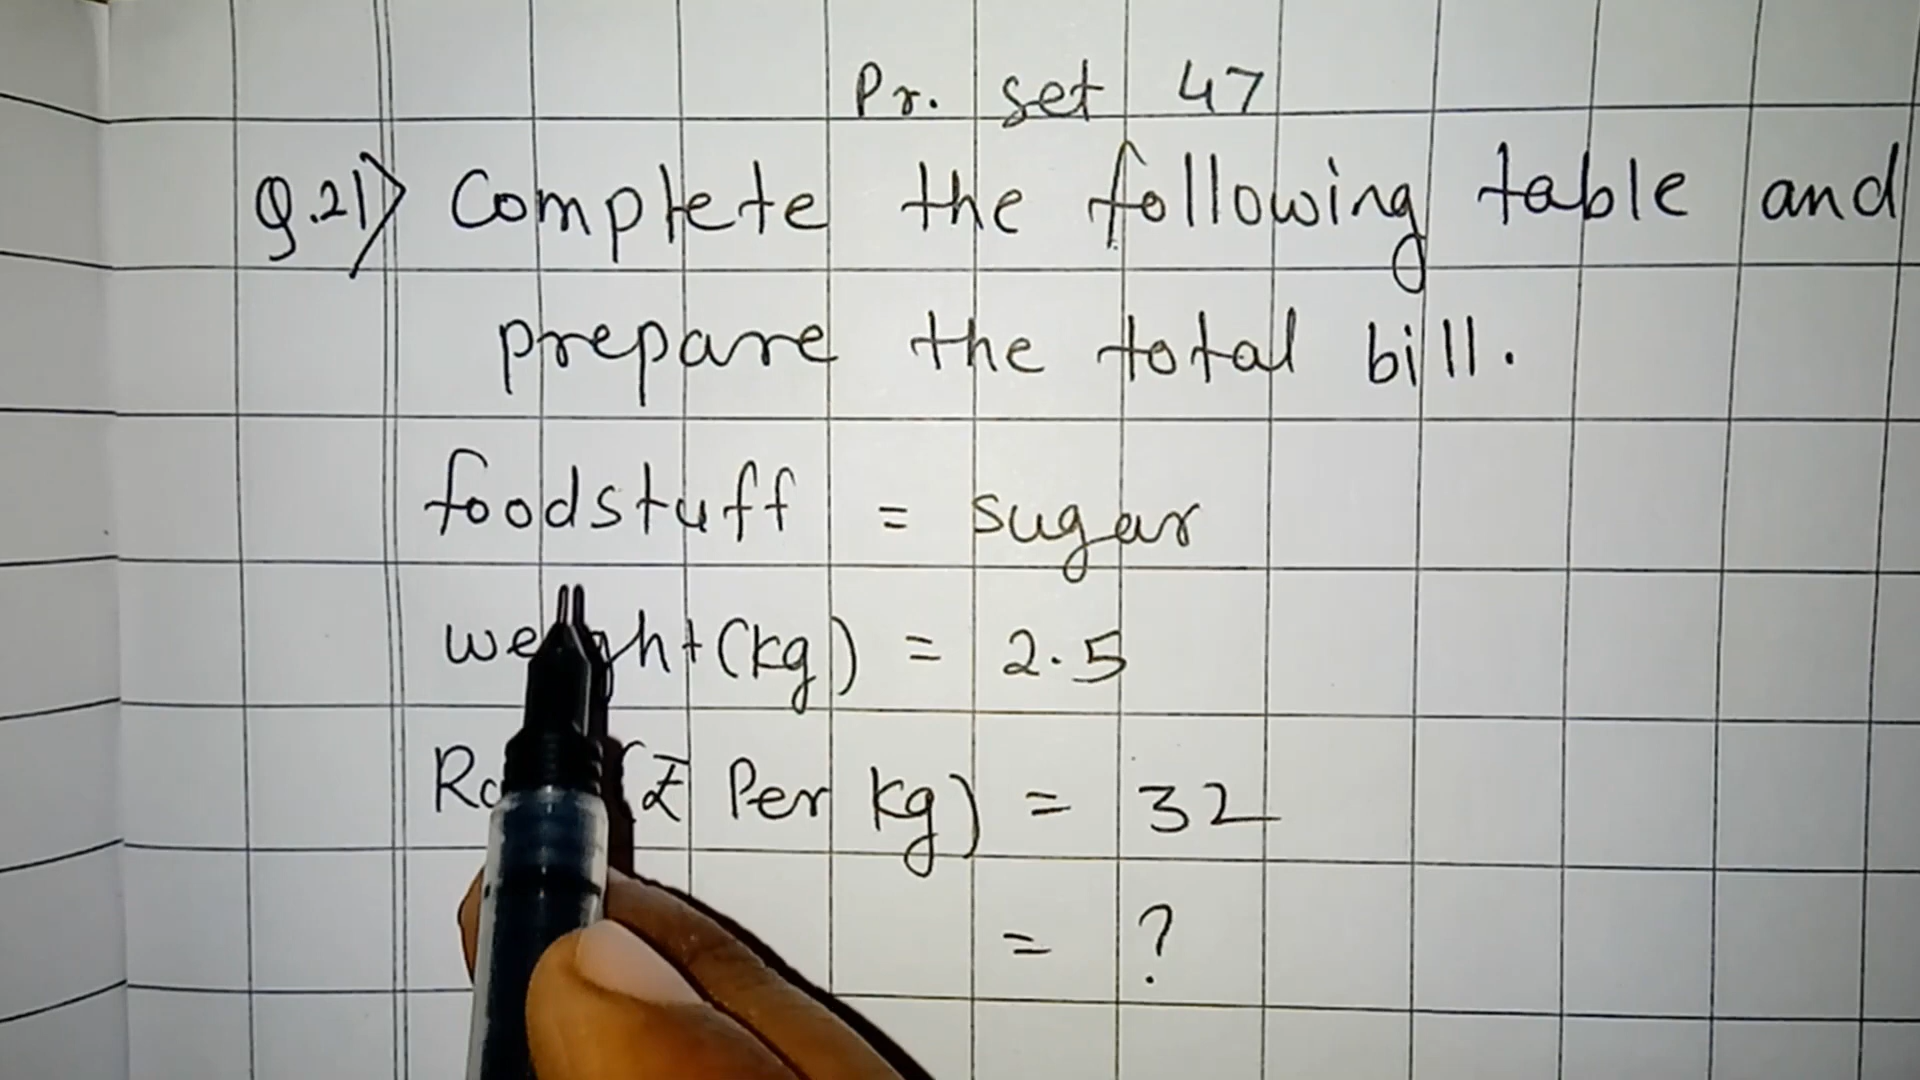 Pr. set 47
Q.21) Complete the following table and
prepare the total bill.
foodstuff = sugar
(kg) = 2.5
(₹ Per kg) = 32
= ?